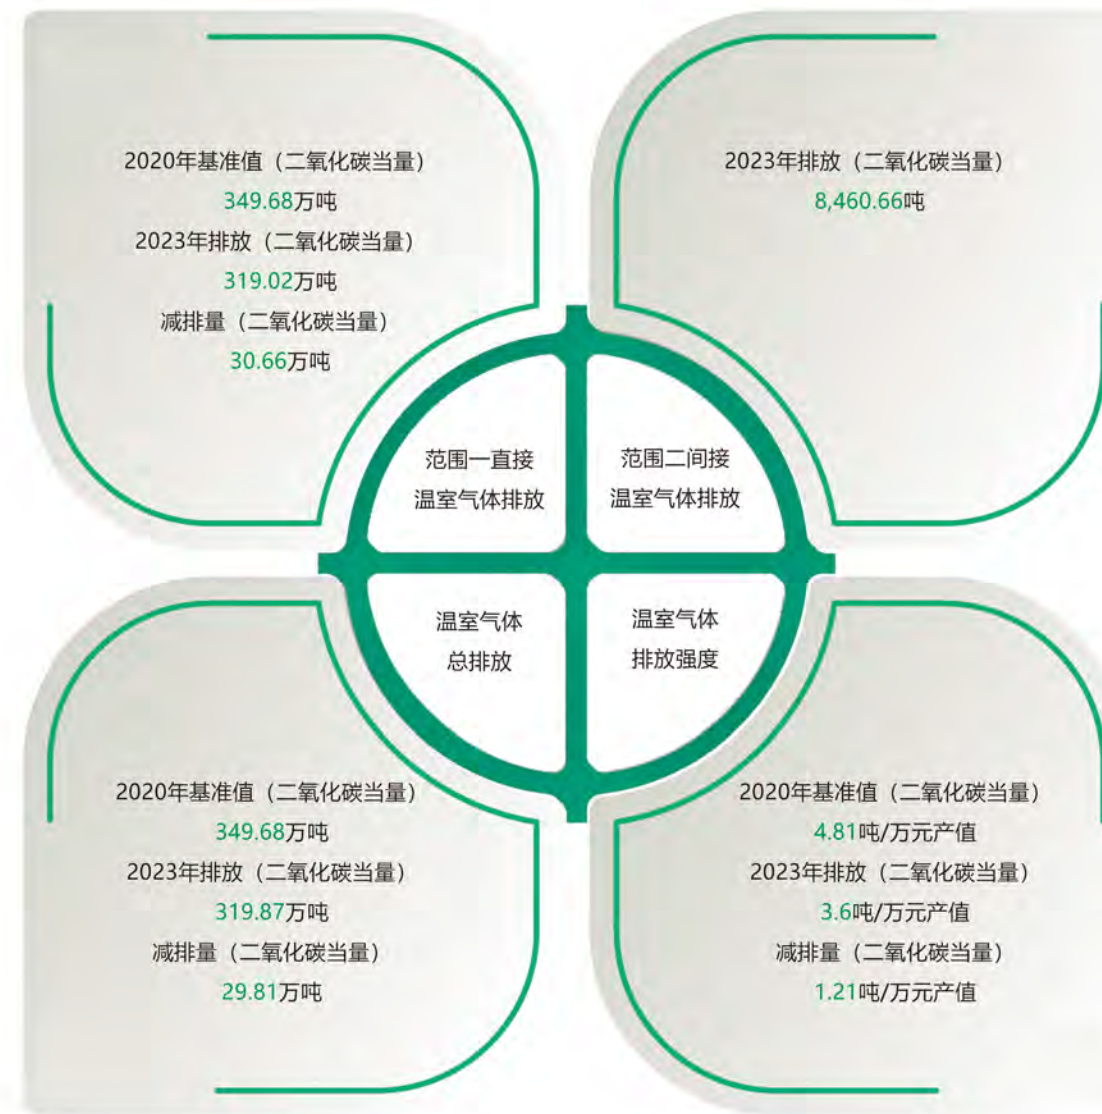 2020年基准值（二氧化碳当量）
349.68万吨
2023年排放（二氧化碳当量）
319.02万吨
减排量（二氧化碳当量）
30.66万吨
2023年排放（二氧化碳当量）
8,460.66吨
范围一直接
温室气体排放
范围二间接
温室气体排放
温室气体
总排放
温室气体
排放强度
2020年基准值（二氧化碳当量）
349.68万吨
2023年排放（二氧化碳当量）
319.87万吨
减排量（二氧化碳当量）
29.81万吨
2020年基准值（二氧化碳当量）
4.81吨/万元产值
2023年排放（二氧化碳当量）
3.6吨/万元产值
减排量（二氧化碳当量）
1.21吨/万元产值